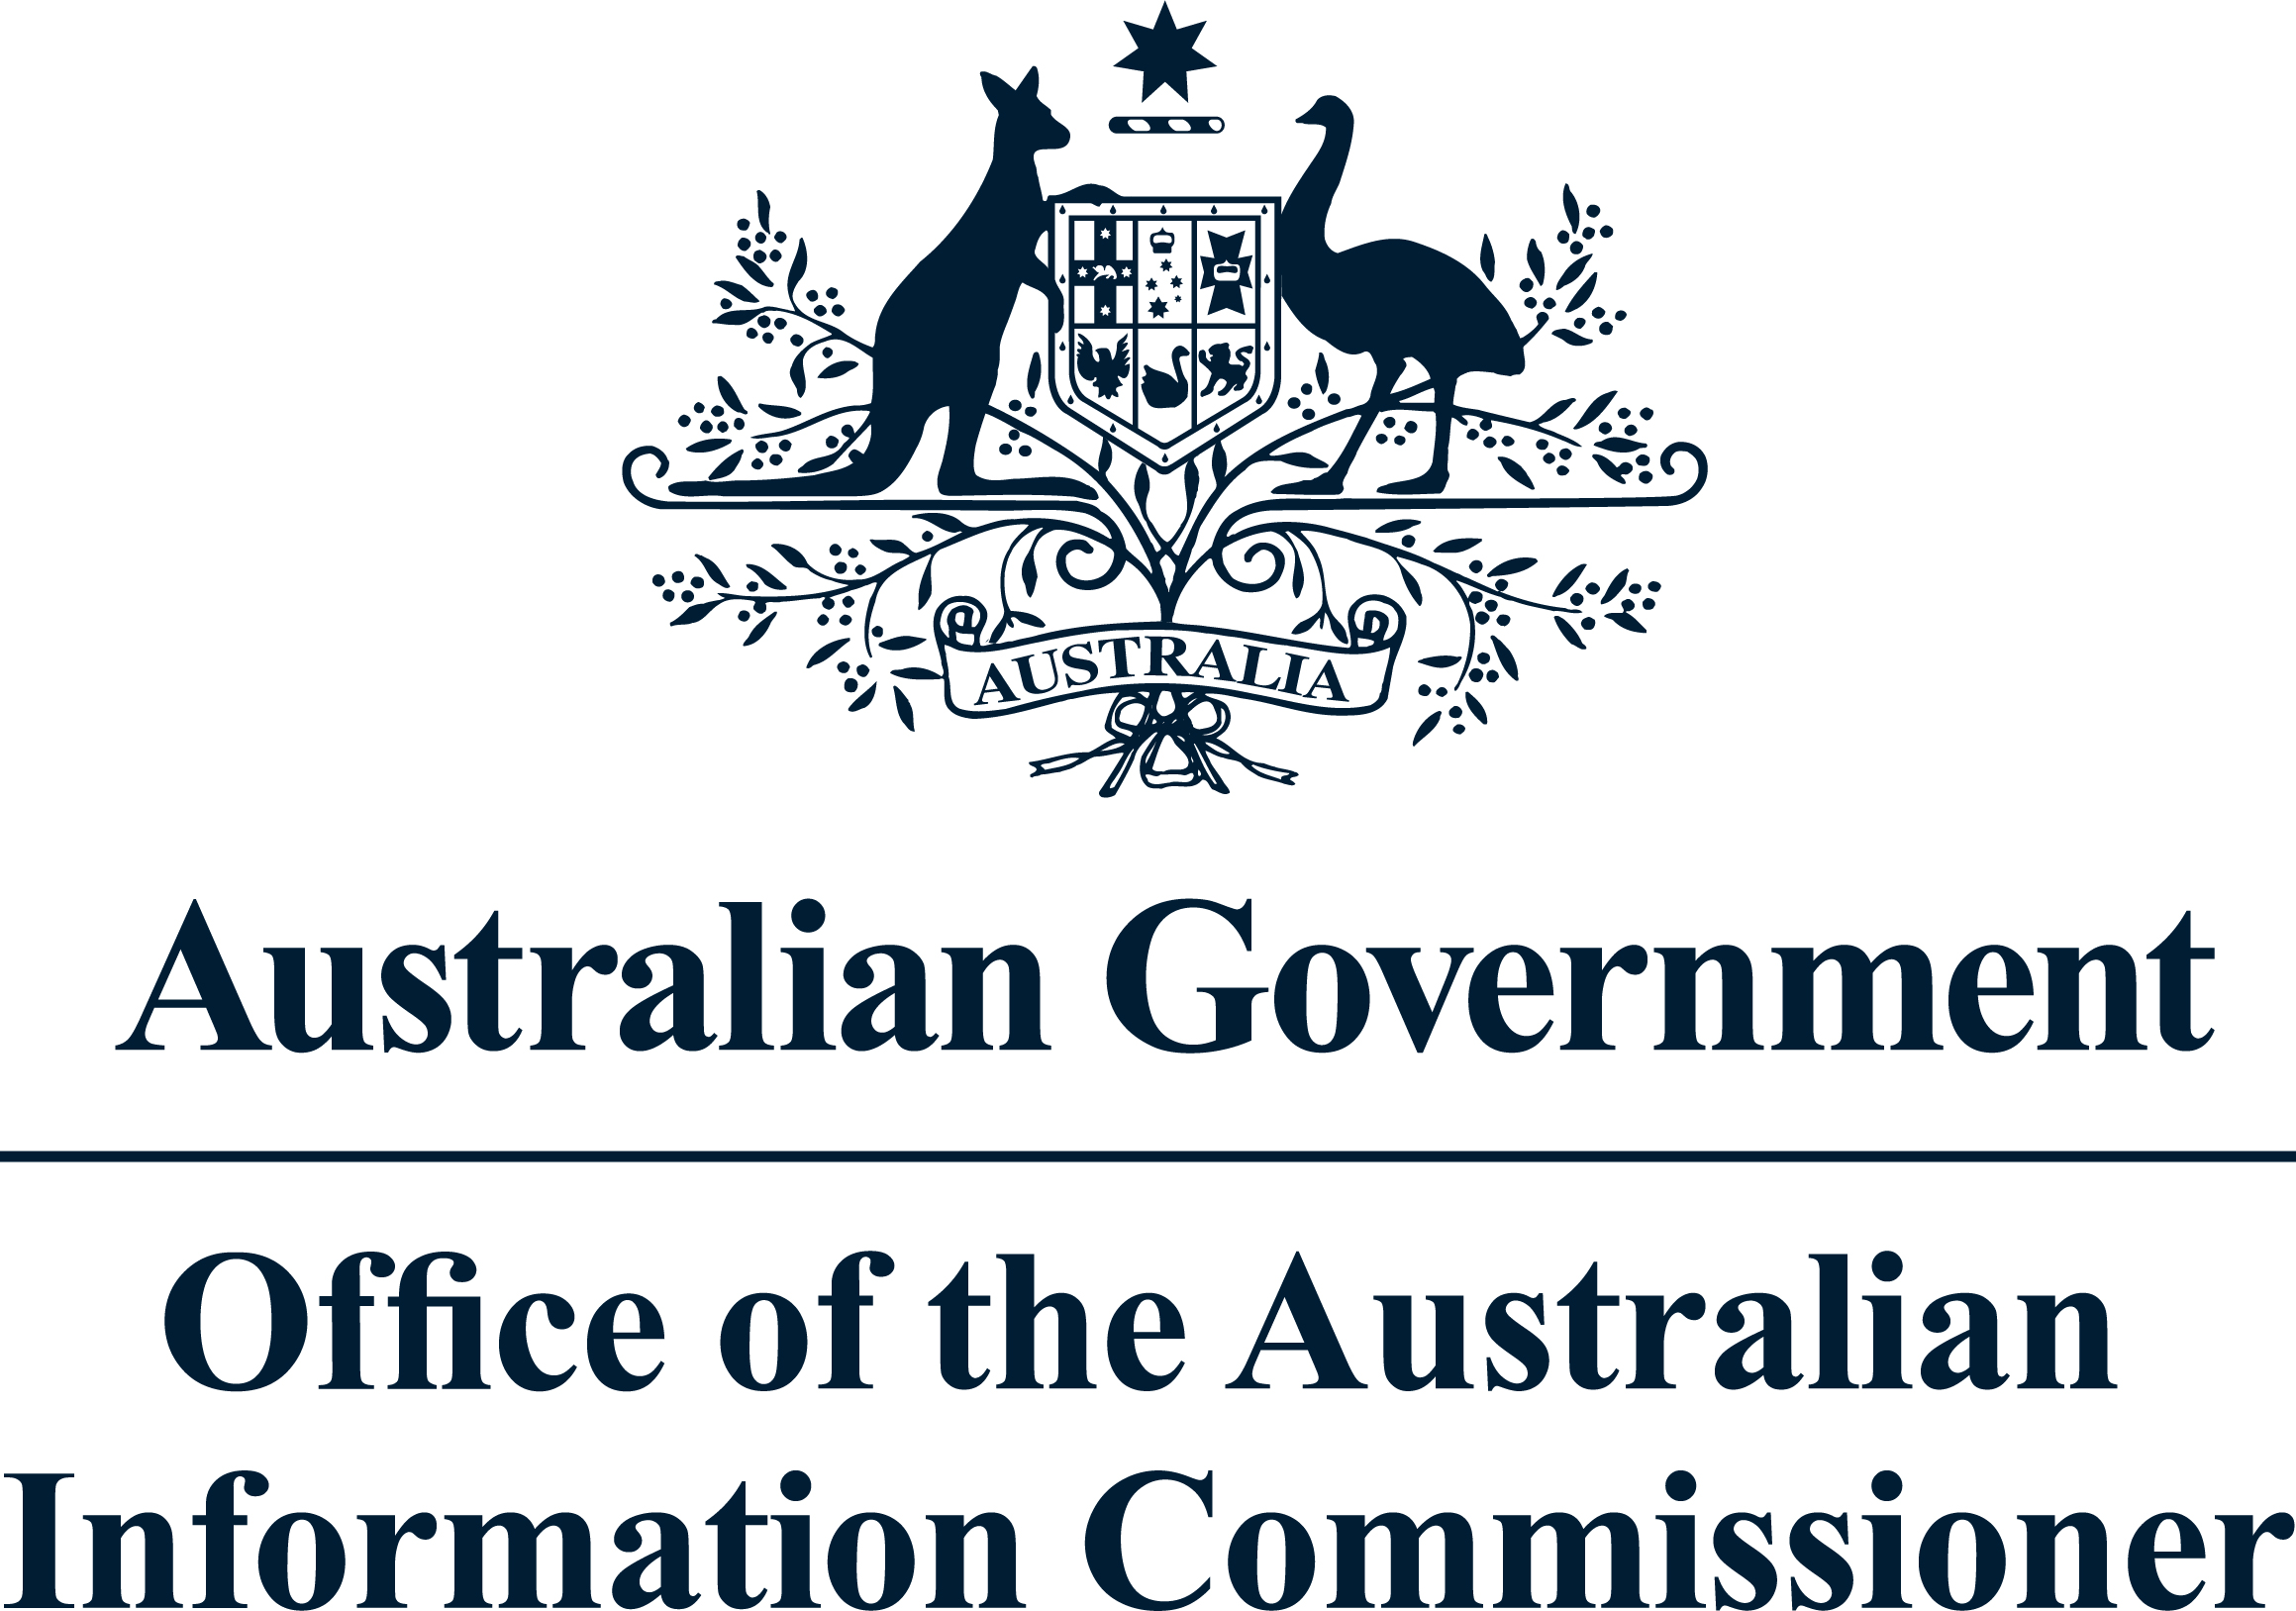 AUSTRALIA
Australian Government
Office of the Australian
Information Commissioner